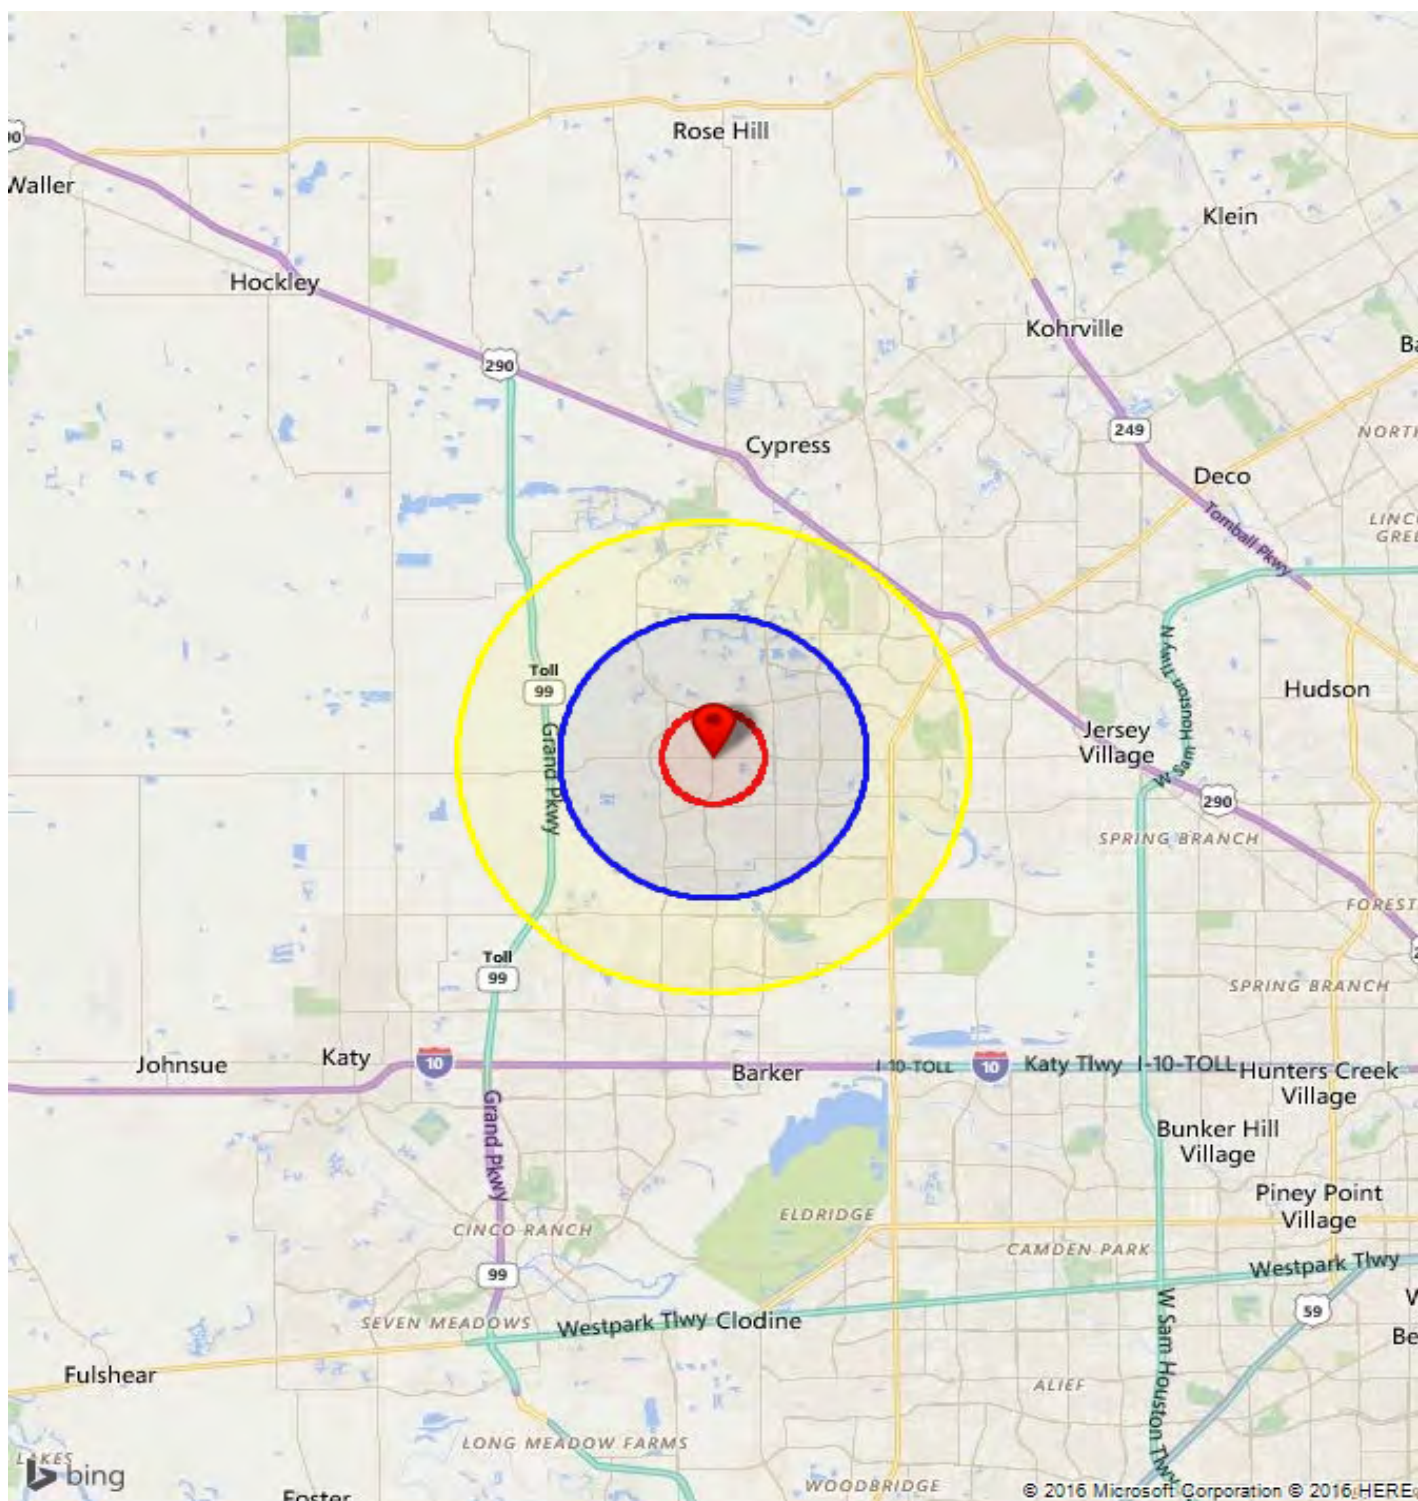 Rose Hill
Waller
Klein
Hockley
Kohrville
290
249
Cypress
NORTH
Deco
Tomball Pkwy
Toll
99
Grand Pkwy
W Sam Houston Tlwy N
Hudson
Jersey
Village
290
SPRING BRANCH
FOREST
Toll
99
SPRING BRANCH
Johnsue
Katy
10
Barker
I-10-TOLL
10
Katy Tlwy
I-10-TOLL
Hunters Creek
Village
Grand Pkwy
Bunker Hill
Village
Piney Point
Village
ELDRIDGE
CINCO RANCH
CAMDEN PARK
Westpark Tlwy
99
59
SEVEN MEADOWS
Westpark Tlwy
Clodine
W Sam Houston Tlwy
Fulshear
ALIEF
LONG MEADOW FARMS
LAKES
bing
WOODBRIDGE
Foster
© 2016 Microsoft Corporation © 2016 HERE